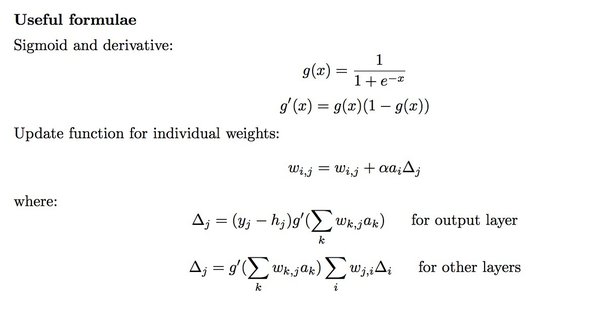 Useful formulae
Sigmoid and derivative:
g(x) = 1 / (1 + e^{-x})
g′(x) = g(x)(1 − g(x))
Update function for individual weights:
w_{i,j} = w_{i,j} + αa_iΔ_j
where:
Δ_j = (y_j − h_j)g′(∑_k w_{k,j}a_k) for output layer
Δ_j = g′(∑_k w_{k,j}a_k) ∑_i w_{j,i}Δ_i for other layers